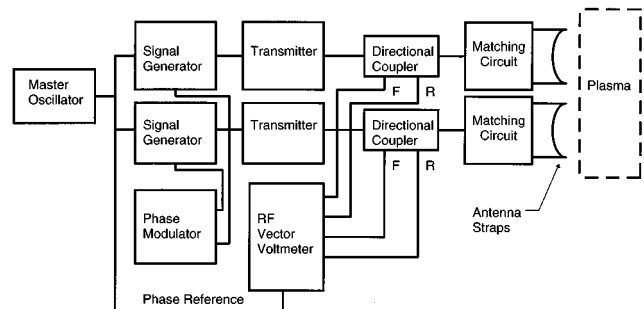 Master
Oscillator
Signal
Generator
Transmitter
Directional
Coupler
F
R
Matching
Circuit
Plasma
Signal
Generator
Transmitter
Directional
Coupler
F
R
Matching
Circuit
Phase
Modulator
RF
Vector
Voltmeter
Antenna
Straps
Phase Reference